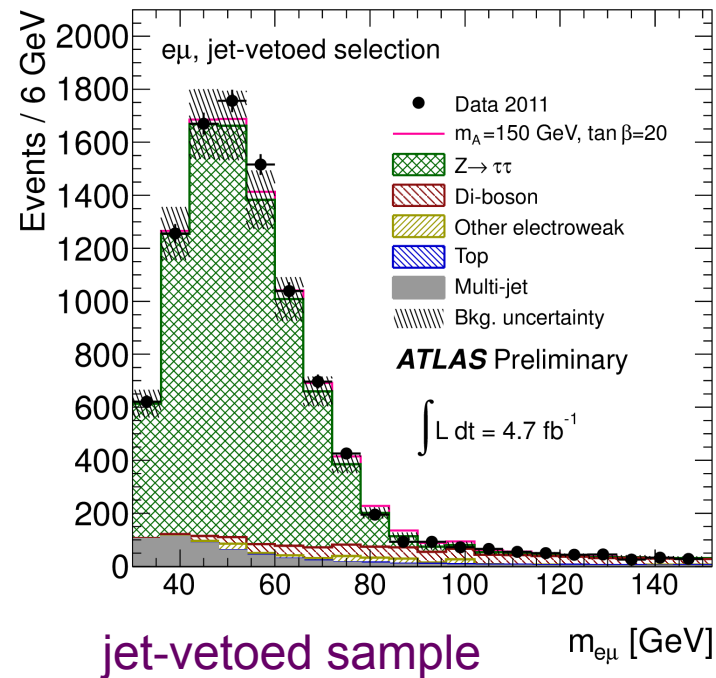 Events / 6 GeV
2000
1800
1600
1400
1200
1000
800
600
400
200
0
eμ, jet-vetoed selection
Data 2011
m_A=150 GeV, tan β=20
Z→ ττ
Di-boson
Other electroweak
Top
Multi-jet
Bkg. uncertainty
ATLAS Preliminary
∫ L dt = 4.7 fb⁻¹
40 60 80 100 120 140
m_eμ [GeV]
jet-vetoed sample